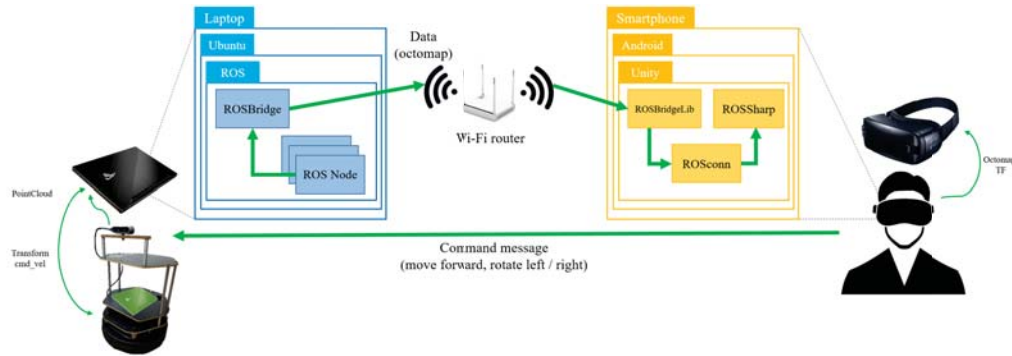 Laptop
Ubuntu
ROS
ROSBridge
ROS Node
Data
(octomap)
Wi-Fi router
Smartphone
Android
Unity
ROSBridgeLib
ROSSharp
ROSconn
Octomap
TF
PointCloud
Transform
cmd_vel
Command message
(move forward, rotate left / right)